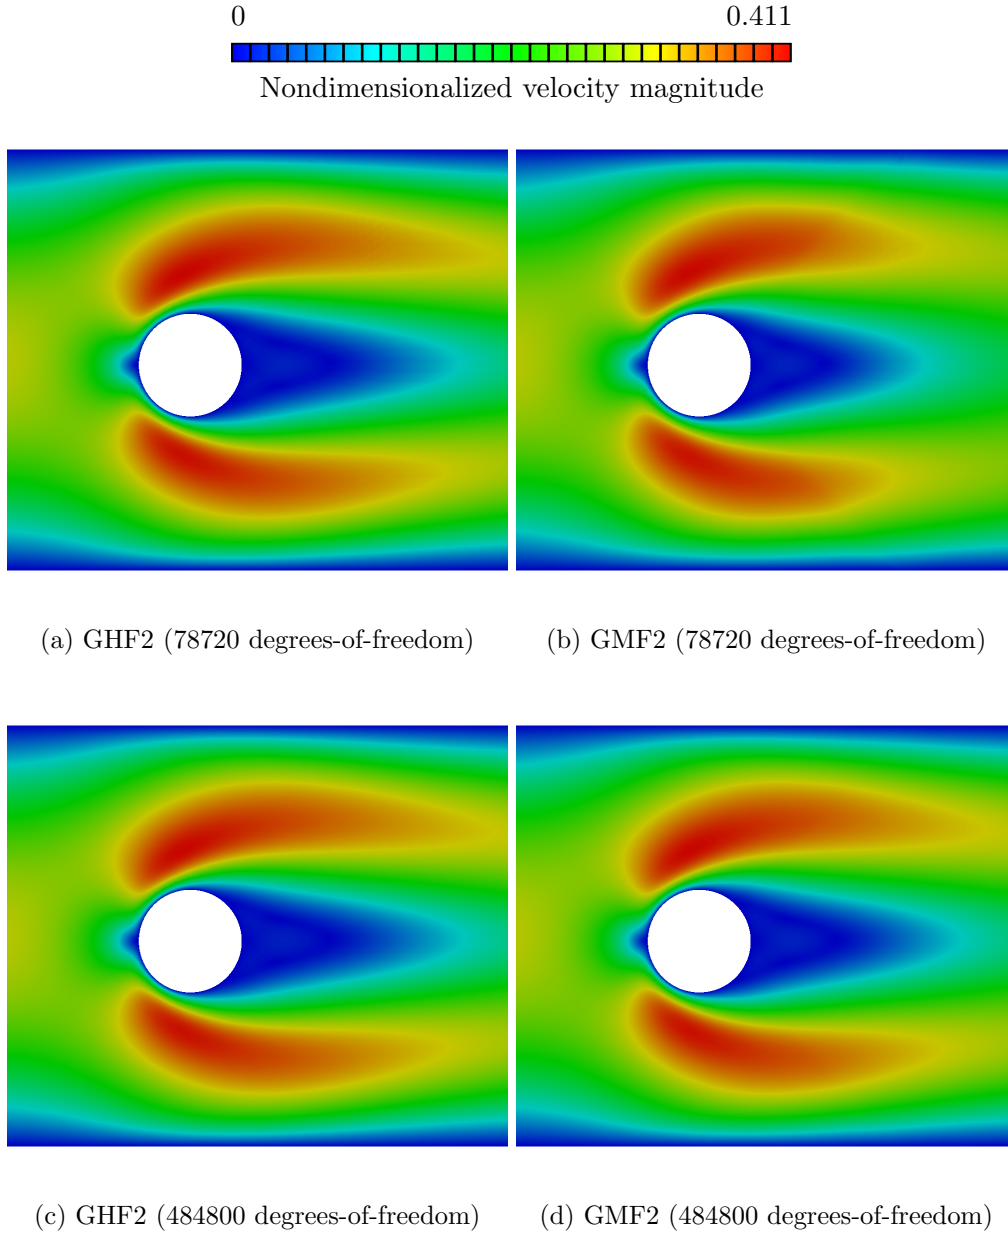 0 0.411
Nondimensionalized velocity magnitude
(a) GHF2 (78720 degrees-of-freedom)
(b) GMF2 (78720 degrees-of-freedom)
(c) GHF2 (484800 degrees-of-freedom)
(d) GMF2 (484800 degrees-of-freedom)